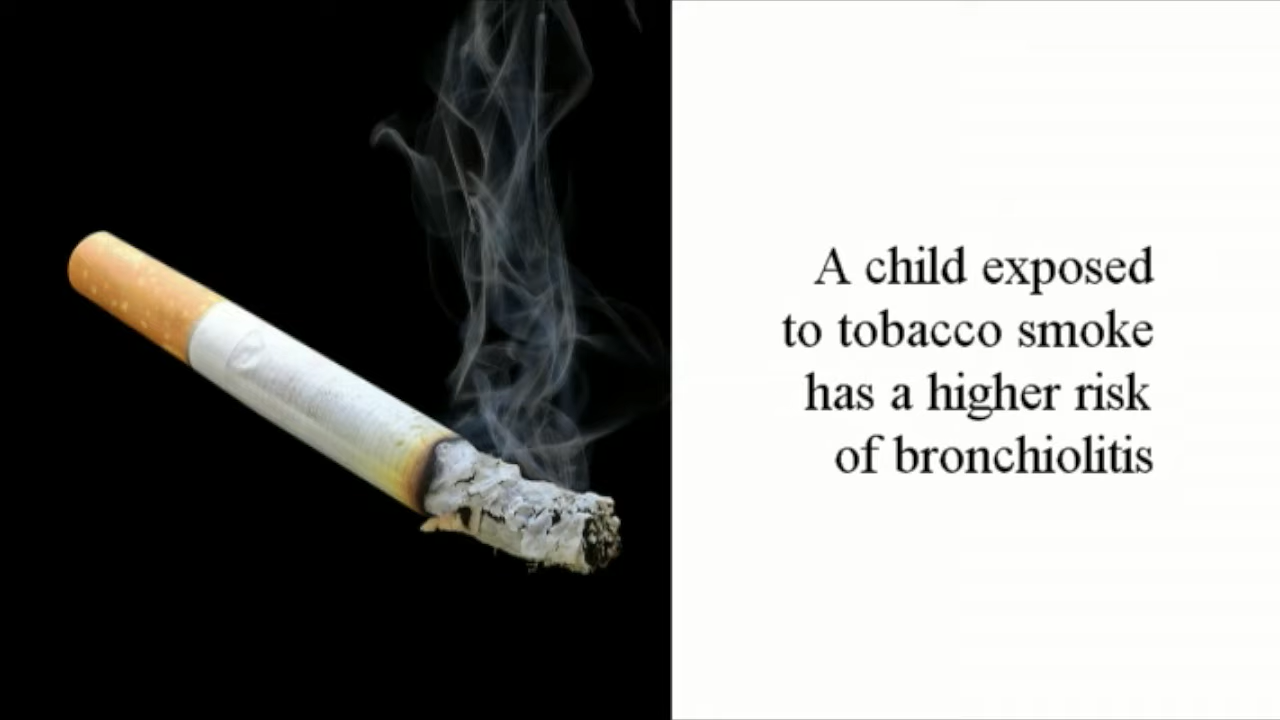 A child exposed
to tobacco smoke
has a higher risk
of bronchiolitis